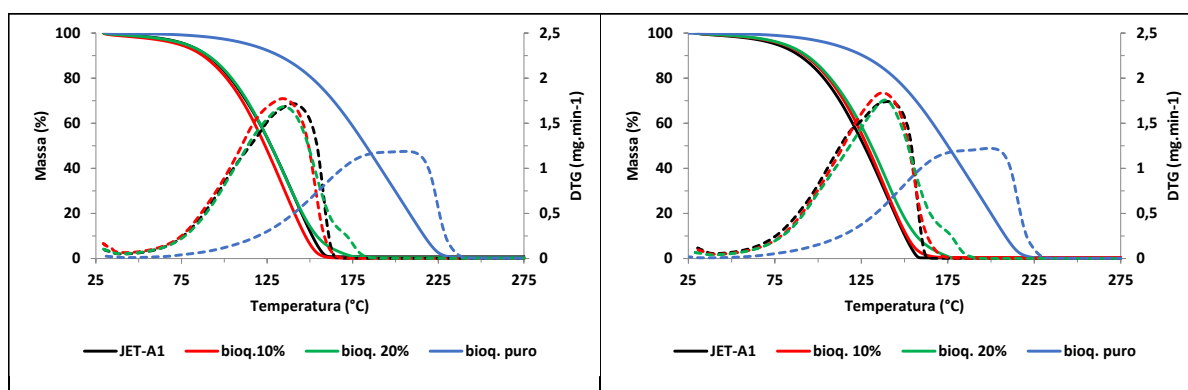 100 2,5
80 2
60 1,5
40 1
20 0,5
0 0
Massa (%)
DTG (mg.min-1)
25 75 125 175 225 275
Temperatura (°C)
JET-A1 bioq.10% bioq. 20% bioq. puro
100 2,5
80 2
60 1,5
40 1
20 0,5
0 0
Massa (%)
DTG (mg.min-1)
25 75 125 175 225 275
Temperatura (°C)
JET-A1 bioq. 10% bioq. 20% bioq. puro